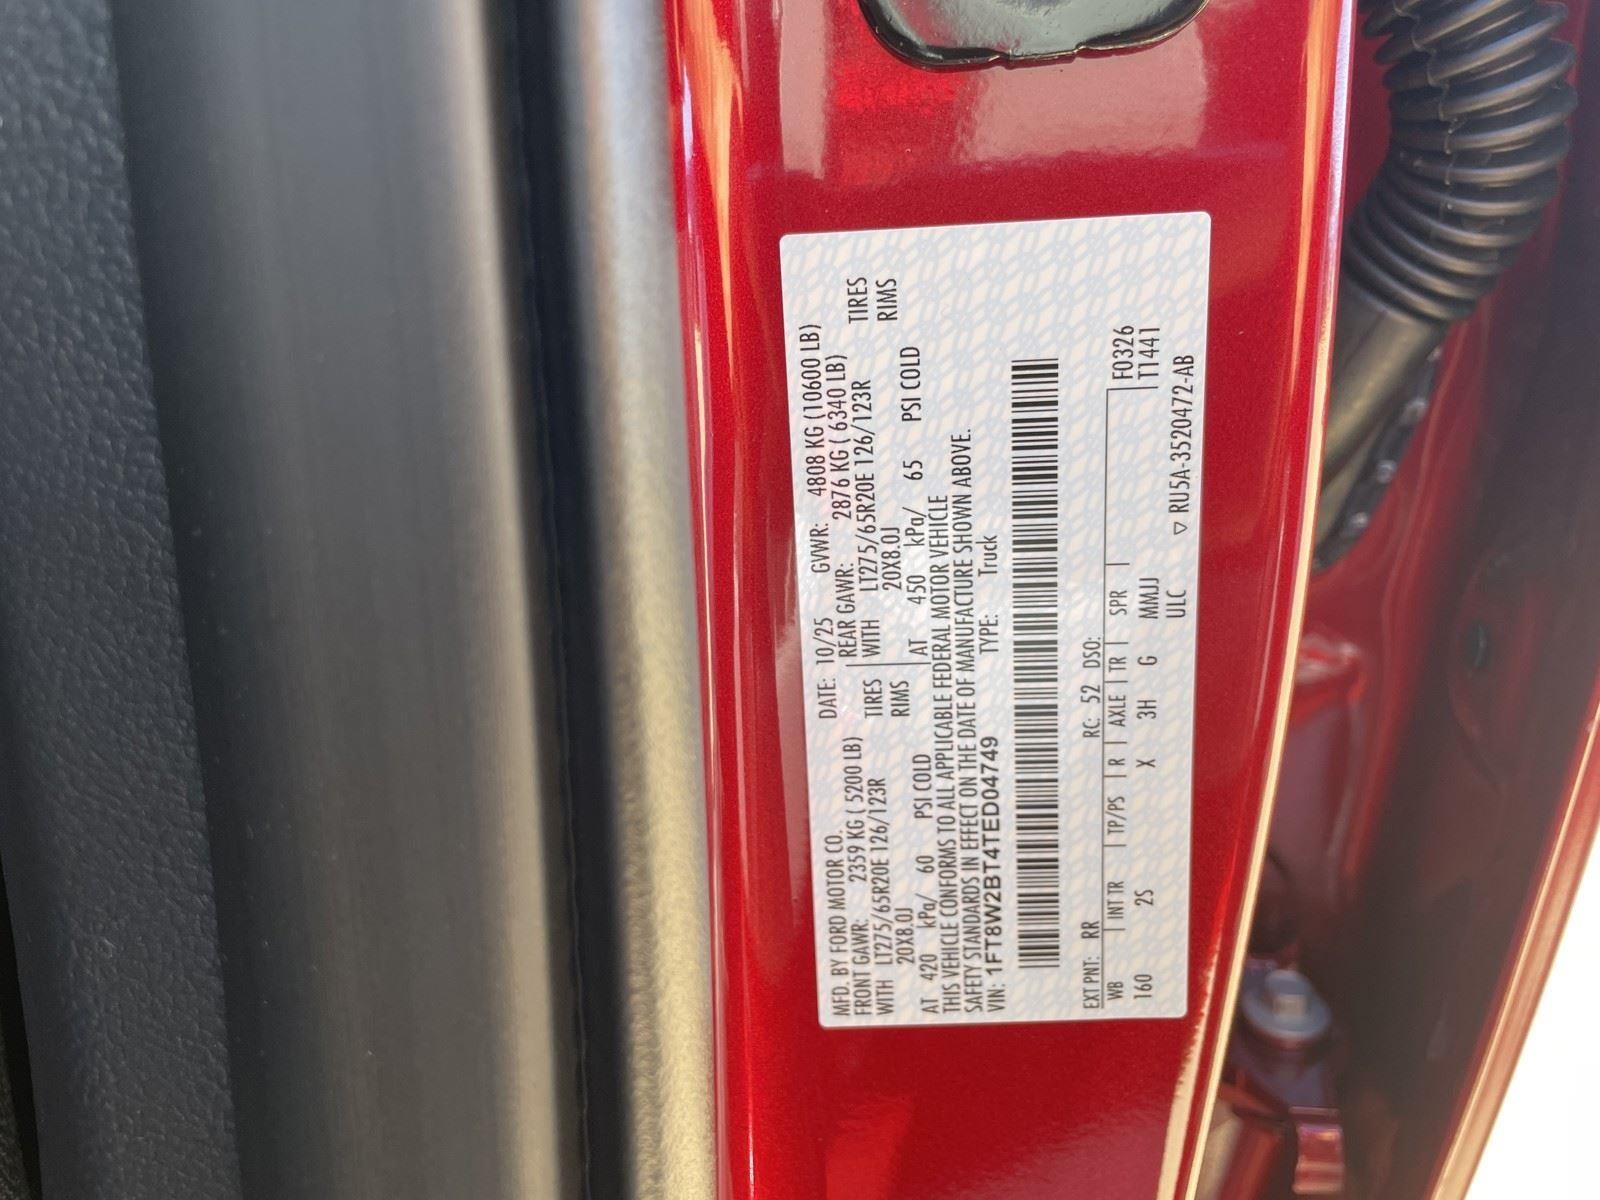 MFD. BY FORD MOTOR CO. DATE: 10/25 GVWR: 4808 KG (10600 LB)
FRONT GAWR: 2359 KG ( 5200 LB) REAR GAWR: 2876 KG ( 6340 LB)
WITH LT275/65R20E 126/123R TIRES WITH LT275/65R20E 126/123R TIRES
20X8.0J RIMS 20X8.0J RIMS
AT 420 kPa/ 60 PSI COLD AT 450 kPa/ 65 PSI COLD
THIS VEHICLE CONFORMS TO ALL APPLICABLE FEDERAL MOTOR VEHICLE
SAFETY STANDARDS IN EFFECT ON THE DATE OF MANUFACTURE SHOWN ABOVE.
VIN: 1FT8W2BT4TED04749 TYPE: Truck
EXT PNT: RR RC: 52 DSO:
WB | INT TR | TP/PS | R | AXLE | TR | SPR | F0326
160 2S X 3H G MMJJ T1441
ULC
▽ RU5A-3520472-AB